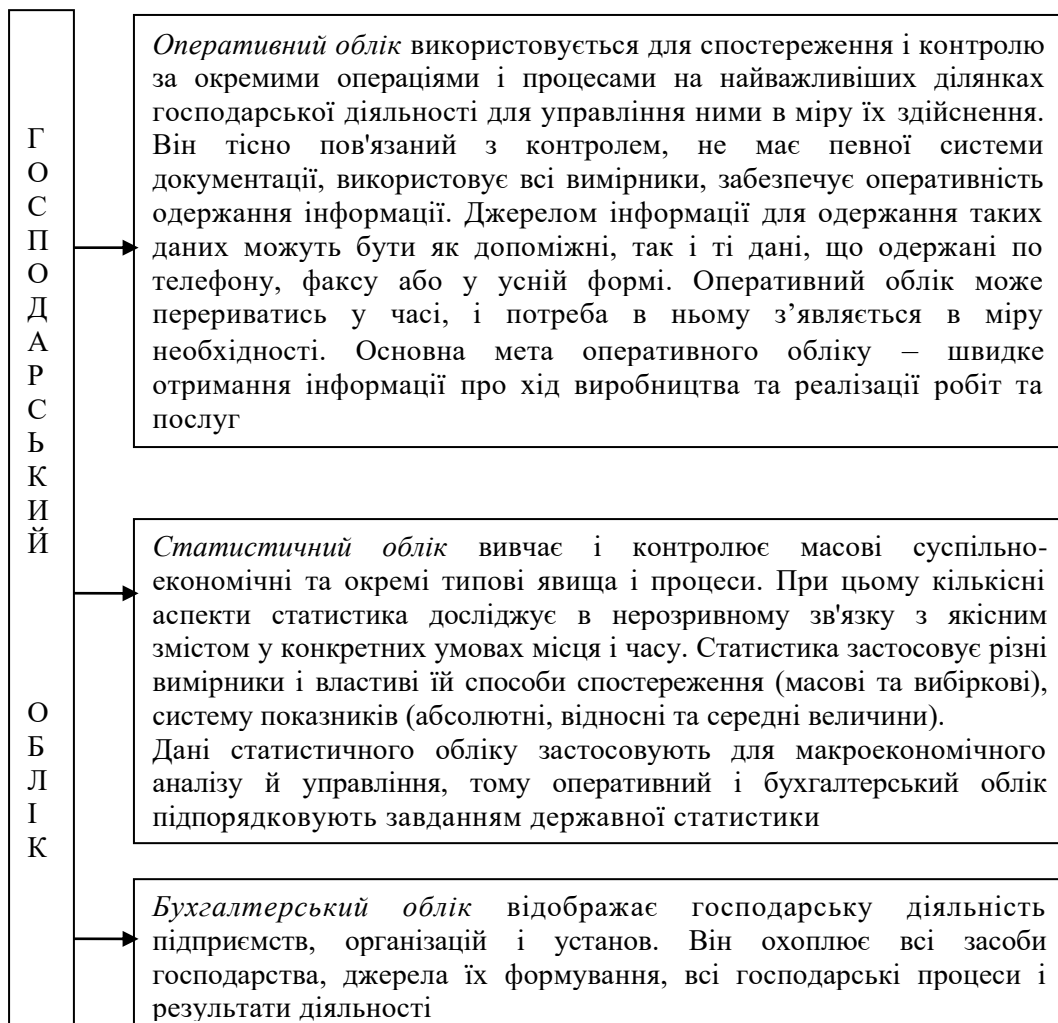 ГОСПОДАРСЬКИЙ ОБЛІК
Оперативний облік використовується для спостереження і контролю
за окремими операціями і процесами на найважливіших ділянках
господарської діяльності для управління ними в міру їх здійснення.
Він тісно пов'язаний з контролем, не має певної системи
документації, використовує всі вимірники, забезпечує оперативність
одержання інформації. Джерелом інформації для одержання таких
даних можуть бути як допоміжні, так і ті дані, що одержані по
телефону, факсу або у усній формі. Оперативний облік може
перериватись у часі, і потреба в ньому з’являється в міру
необхідності. Основна мета оперативного обліку – швидке
отримання інформації про хід виробництва та реалізації робіт та
послуг
Статистичний облік вивчає і контролює масові суспільно-
економічні та окремі типові явища і процеси. При цьому кількісні
аспекти статистика досліджує в нерозривному зв'язку з якісним
змістом у конкретних умовах місця і часу. Статистика застосовує різні
вимірники і властиві їй способи спостереження (масові та вибіркові),
систему показників (абсолютні, відносні та середні величини).
Дані статистичного обліку застосовують для макроекономічного
аналізу й управління, тому оперативний і бухгалтерський облік
підпорядковують завданням державної статистики
Бухгалтерський облік відображає господарську діяльність
підприємств, організацій і установ. Він охоплює всі засоби
господарства, джерела їх формування, всі господарські процеси і
результати діяльності